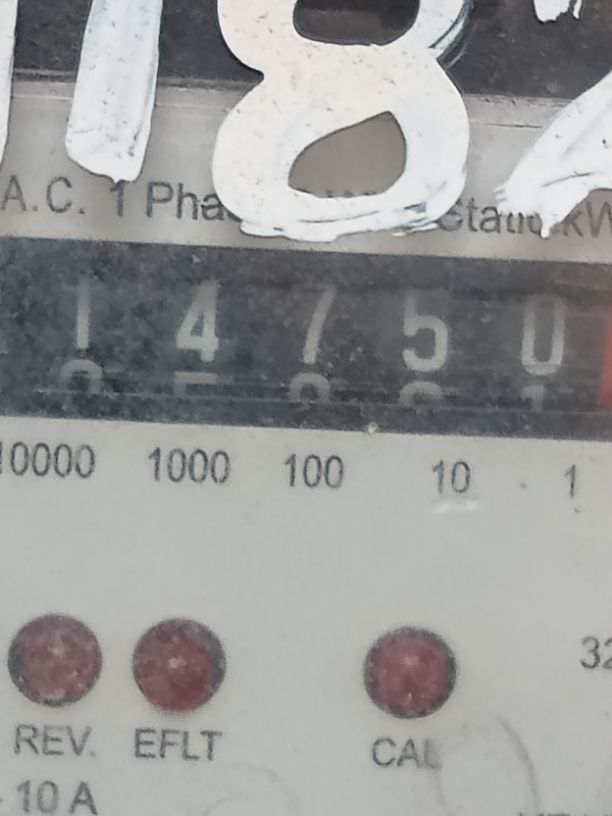 118
A.C. 1 Pha Static kW
1 4 7 5 0
10000 1000 100 10 1
32
REV. EFLT CAL
10 A